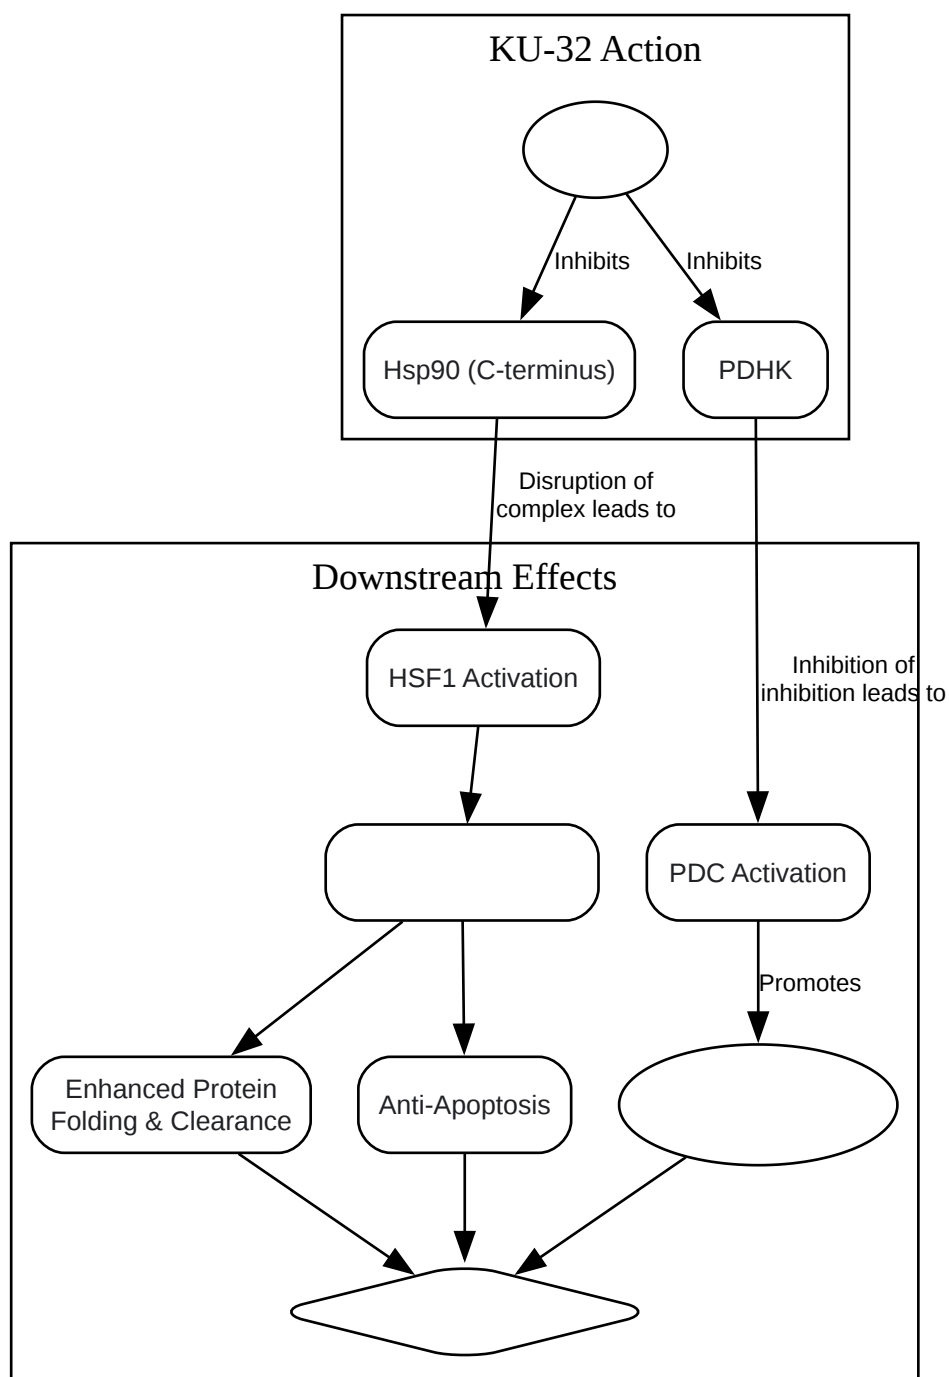 KU-32 Action
Inhibits
Inhibits
Hsp90 (C-terminus)
PDHK
Disruption of
complex leads to
Downstream Effects
HSF1 Activation
Inhibition of
inhibition leads to
PDC Activation
Promotes
Enhanced Protein
Folding & Clearance
Anti-Apoptosis